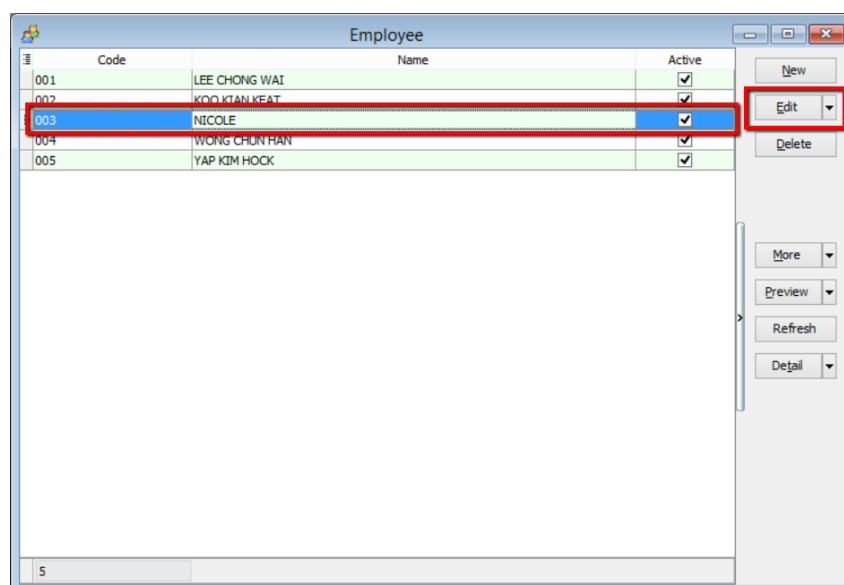 Employee
Code Name Active
001 LEE CHONG WAI
002 KOO KIAN KEAT
003 NICOLE
004 WONG CHUN HAN
005 YAP KIM HOCK
5
New
Edit
Delete
More
Preview
Refresh
Detail